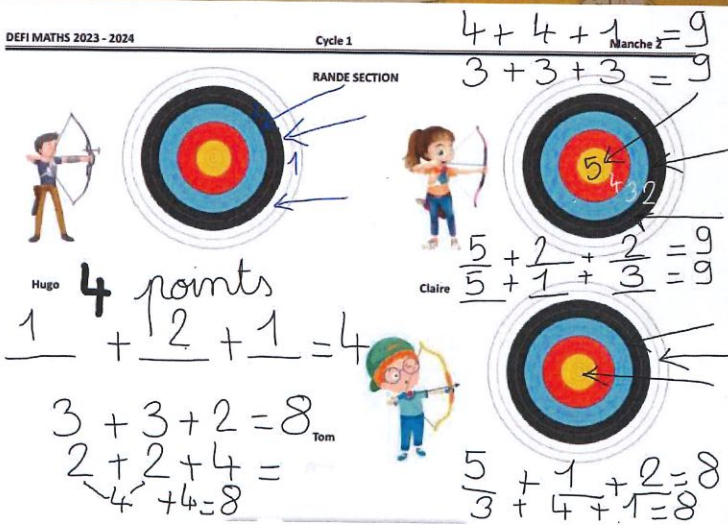 DEFI MATHS 2023 - 2024
Cycle 1
Manche 2
4 + 4 + 1 = 9
3 + 3 + 3 = 9
RANDE SECTION
1
5 4 3 2
Hugo
4 points
1 + 2 + 1 = 4
Claire
5 + 2 + 2 = 9
5 + 1 + 3 = 9
3 + 3 + 2 = 8
Tom
2 + 2 + 4 =
4 + 4 = 8
5 + 1 + 2 = 8
3 + 4 + 1 = 8